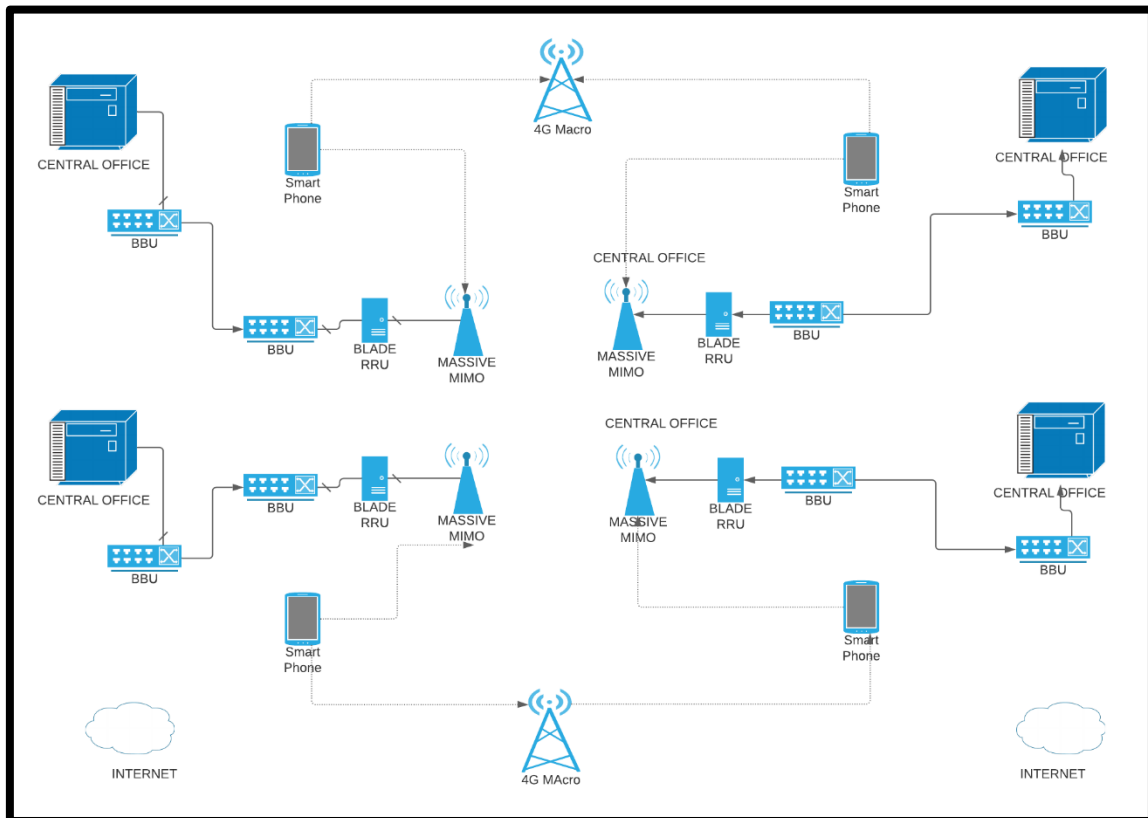 4G Macro
CENTRAL OFFICE
CENTRAL OFFICE
Smart
Phone
Smart
Phone
BBU
BBU
CENTRAL OFFICE
BBU
BLADE
RRU
MASSIVE
MIMO
MASSIVE
MIMO
BLADE
RRU
BBU
CENTRAL OFFICE
CENTRAL OFFICE
CENTRAL OFFICE
BBU
BLADE
RRU
MASSIVE
MIMO
MASSIVE
MIMO
BLADE
RRU
BBU
BBU
BBU
Smart
Phone
Smart
Phone
INTERNET
4G MAcro
INTERNET